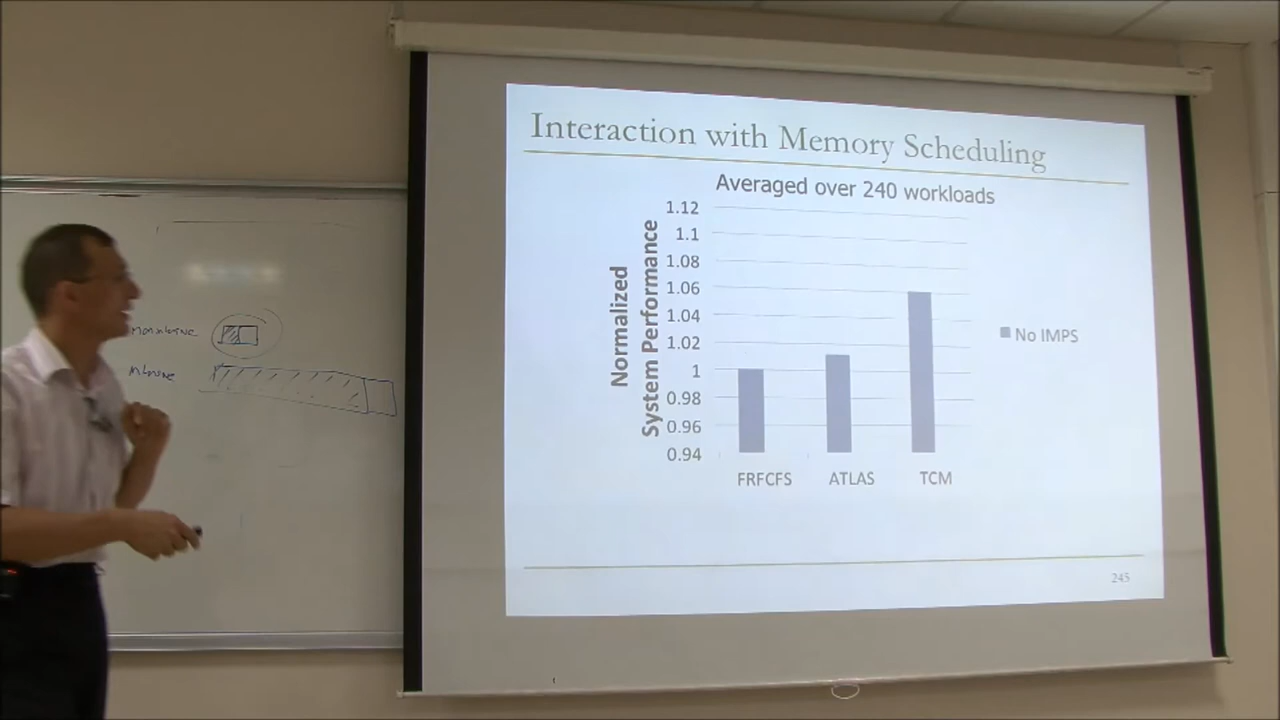 Interaction with Memory Scheduling
Averaged over 240 workloads
Normalized
System Performance
1.12
1.1
1.08
1.06
1.04
1.02
1
0.98
0.96
0.94
FRFCFS
ATLAS
TCM
No IMPS
245